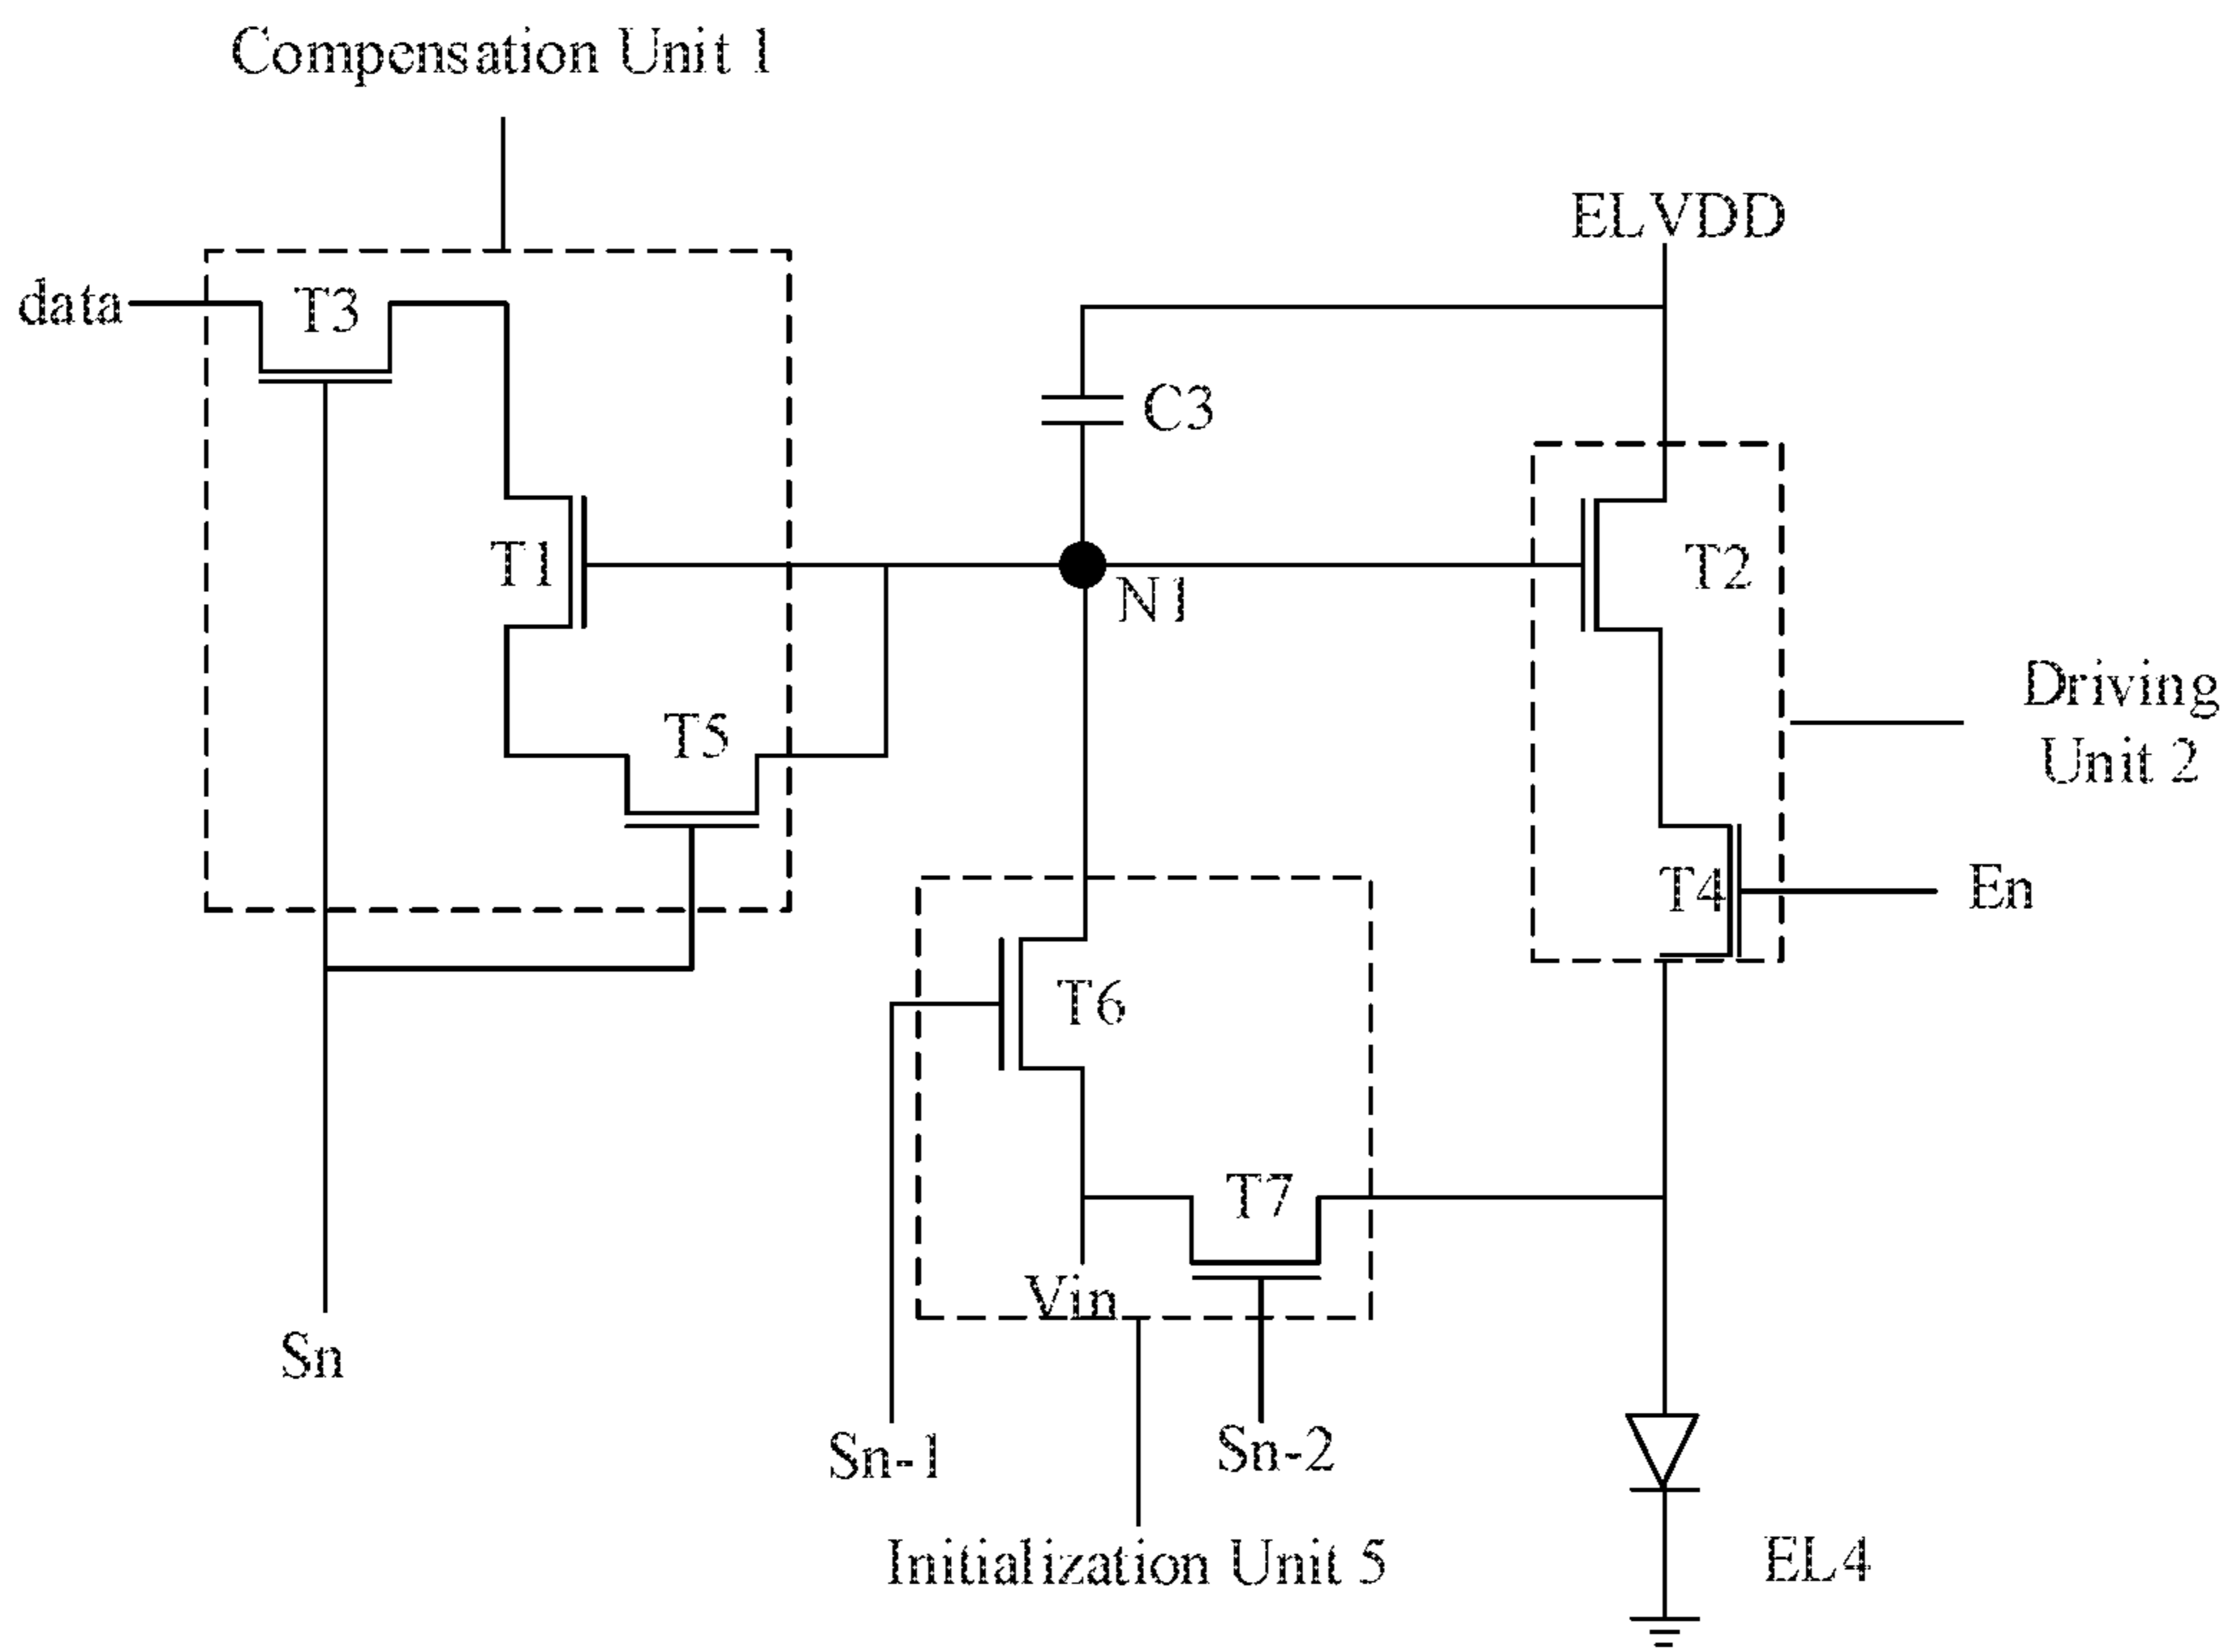 Compensation Unit 1
ELVDD
data
T3
C3
T1
N1
T2
T5
Driving
Unit 2
T4
En
T6
T7
Vin
Sn
Sn-1
Sn-2
Initialization Unit 5
EL4